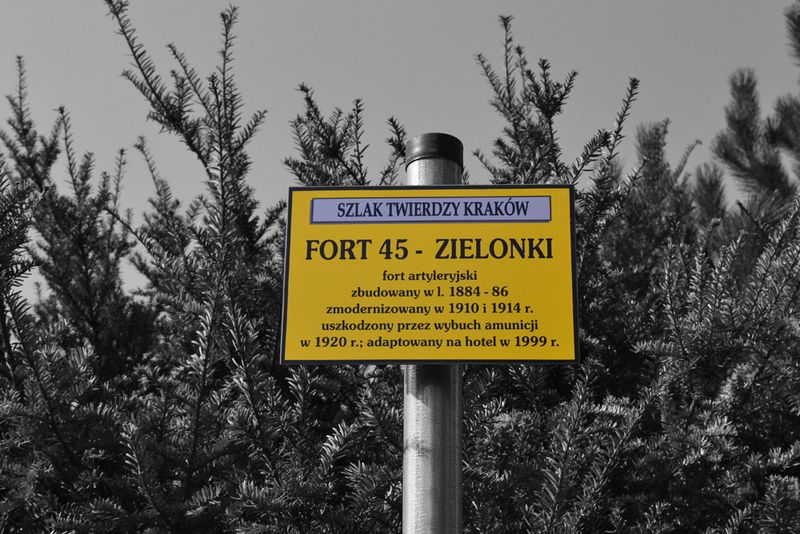 SZLAK TWIERDZY KRAKÓW
FORT 45 - ZIELONKI
fort artyleryjski
zbudowany w l. 1884 - 86
zmodernizowany w 1910 i 1914 r.
uszkodzony przez wybuch amunicji
w 1920 r.; adaptowany na hotel w 1999 r.